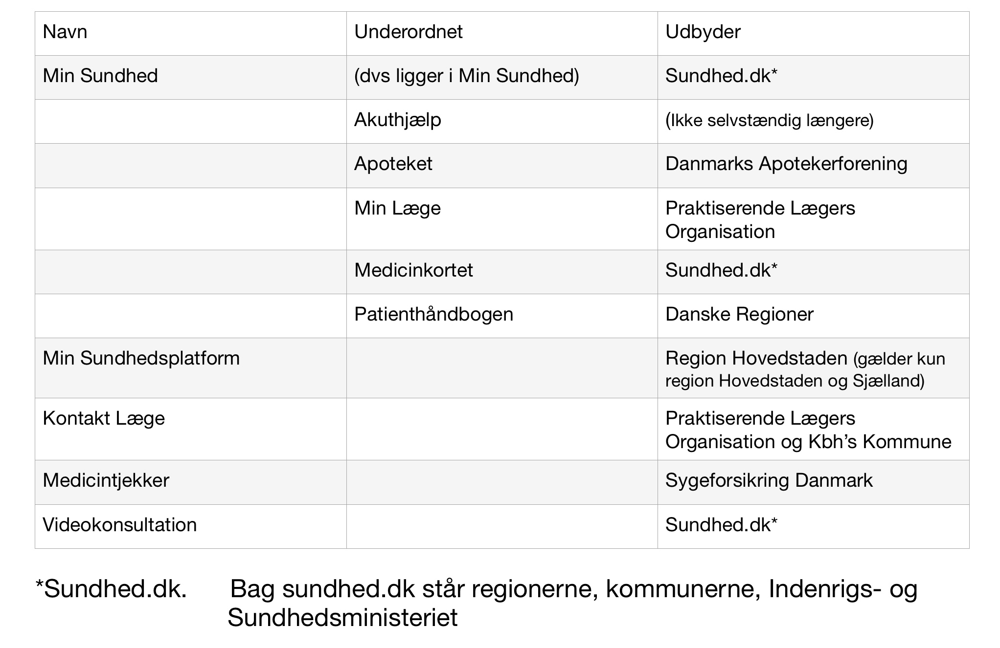 Navn Underordnet Udbyder
Min Sundhed (dvs ligger i Min Sundhed) Sundhed.dk*
Akuthjælp (Ikke selvstændig længere)
Apoteket Danmarks Apotekerforening
Min Læge Praktiserende Lægers
Organisation
Medicinkortet Sundhed.dk*
Patienthåndbogen Danske Regioner
Min Sundhedsplatform Region Hovedstaden (gælder kun
region Hovedstaden og Sjælland)
Kontakt Læge Praktiserende Lægers
Organisation og Kbh’s Kommune
Medicintjekker Sygeforsikring Danmark
Videokonsultation Sundhed.dk*
*Sundhed.dk. Bag sundhed.dk står regionerne, kommunerne, Indenrigs- og
Sundhedsministeriet